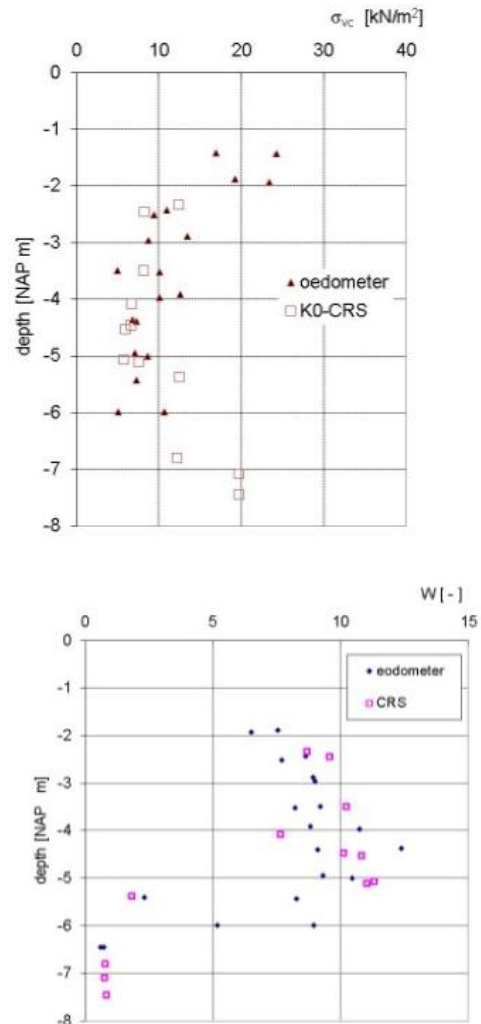 σvc [kN/m²]
0 10 20 30 40
0
-1
-2
-3
-4
-5
-6
-7
-8
depth [NAP m]
oedometer
K0-CRS
W [ - ]
0 5 10 15
0
-1
-2
-3
-4
-5
-6
-7
-8
depth [NAP m]
eodometer
CRS